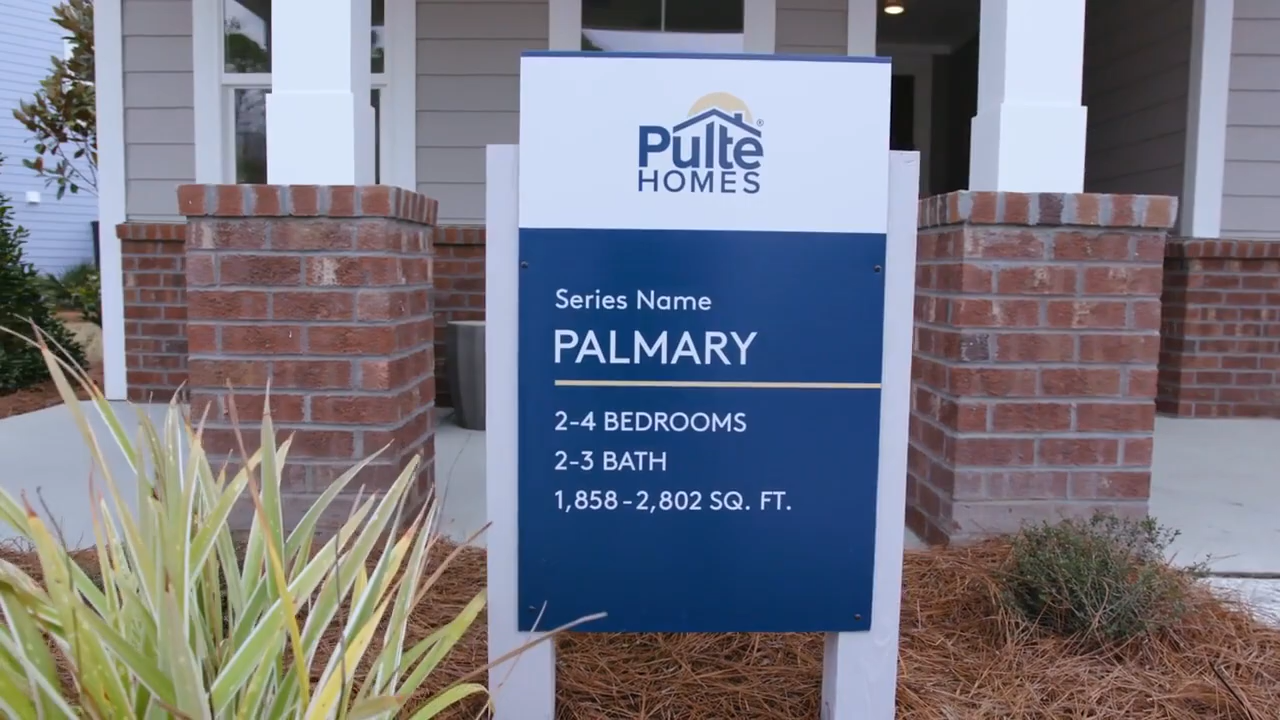 Pulte®
HOMES
Series Name
PALMARY
2-4 BEDROOMS
2-3 BATH
1,858-2,802 SQ. FT.